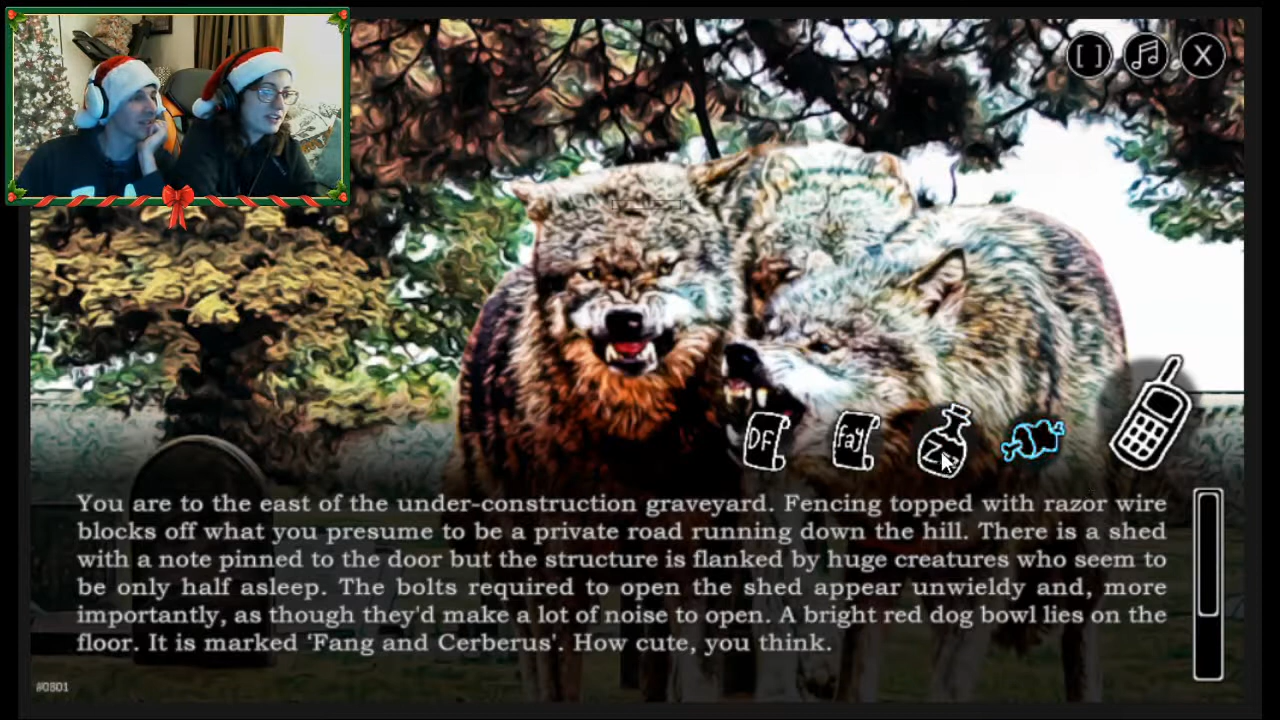 [ ]
X
DF
Fay
You are to the east of the under-construction graveyard. Fencing topped with razor wire
blocks off what you presume to be a private road running down the hill. There is a shed
with a note pinned to the door but the structure is flanked by huge creatures who seem to
be only half asleep. The bolts required to open the shed appear unwieldy and, more
importantly, as though they'd make a lot of noise to open. A bright red dog bowl lies on the
floor. It is marked 'Fang and Cerberus'. How cute, you think.
#0801